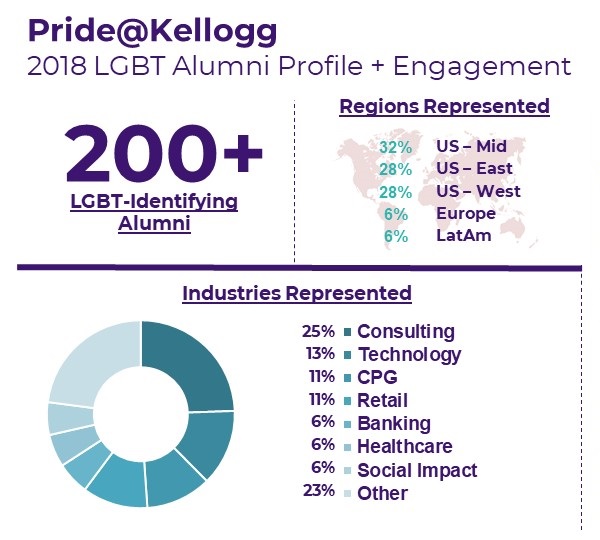 Pride@Kellogg
2018 LGBT Alumni Profile + Engagement
200+
LGBT-Identifying
Alumni
Regions Represented
32% US – Mid
28% US – East
28% US – West
6% Europe
6% LatAm
Industries Represented
25% Consulting
13% Technology
11% CPG
11% Retail
6% Banking
6% Healthcare
6% Social Impact
23% Other